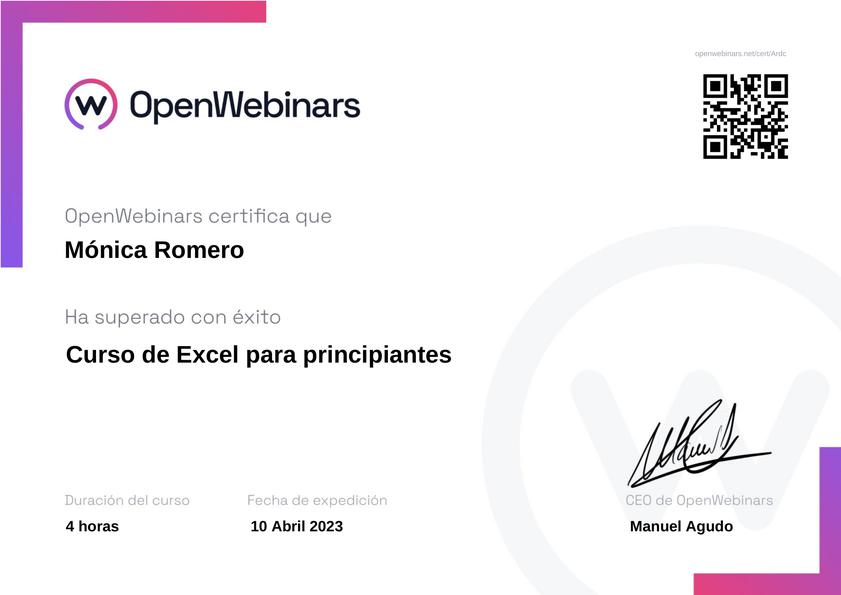 openwebinars.net/cert/Ardc
OpenWebinars
OpenWebinars certifica que
Mónica Romero
Ha superado con éxito
Curso de Excel para principiantes
Duración del curso
4 horas
Fecha de expedición
10 Abril 2023
CEO de OpenWebinars
Manuel Agudo